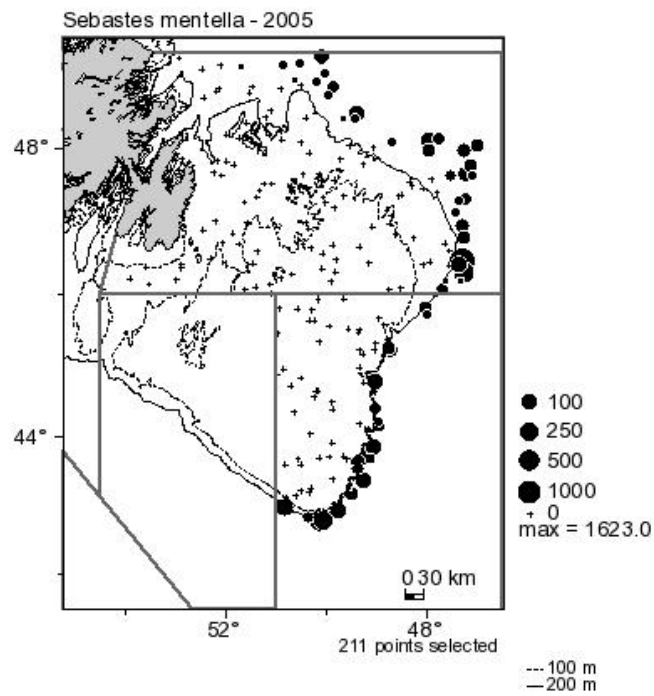 Sebastes mentella - 2005
48°
44°
100
250
500
1000
0
max = 1623.0
0 30 km
52° 48°
211 points selected
100 m
200 m